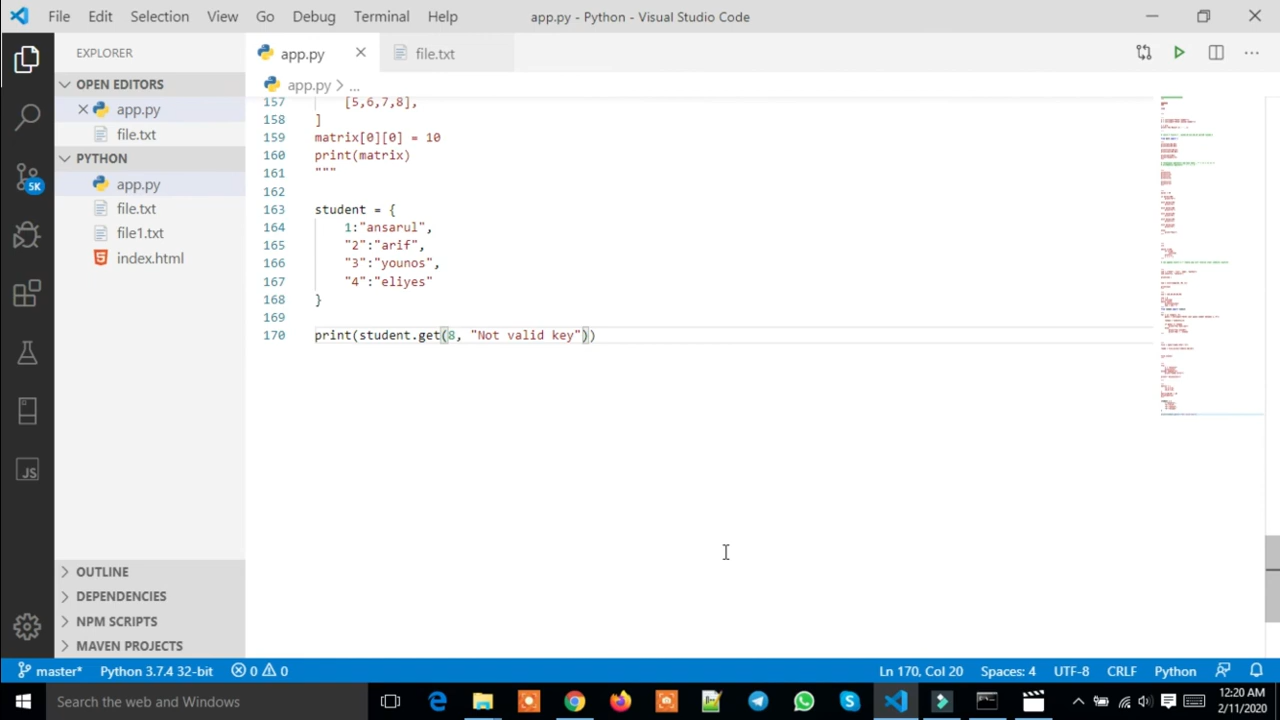 File Edit Selection View Go Debug Terminal Help app.py - Python - Visual Studio Code
EXPLORER
OPEN EDITORS
app.py
file.txt
PYTHON
app.py
file.txt
file1.txt
index.html
5K
JS
OUTLINE
DEPENDENCIES
NPM SCRIPTS
MAVEN PROJECTS
app.py file.txt
app.py > ...
157 [5,6,7,8],
158 ]
159 matrix[0][0] = 10
160 print(matrix)
161 """
162
163 student = {
164 1:"ansarul",
165 "2":"arif",
166 "3":"younos",
167 "4":"eliyes"
168 }
169
170 print(student.get(8, "Not valid key"))
master* Python 3.7.4 32-bit 0 0 Ln 170, Col 20 Spaces: 4 UTF-8 CRLF Python
Search the web and Windows
12:20 AM
2/11/2020